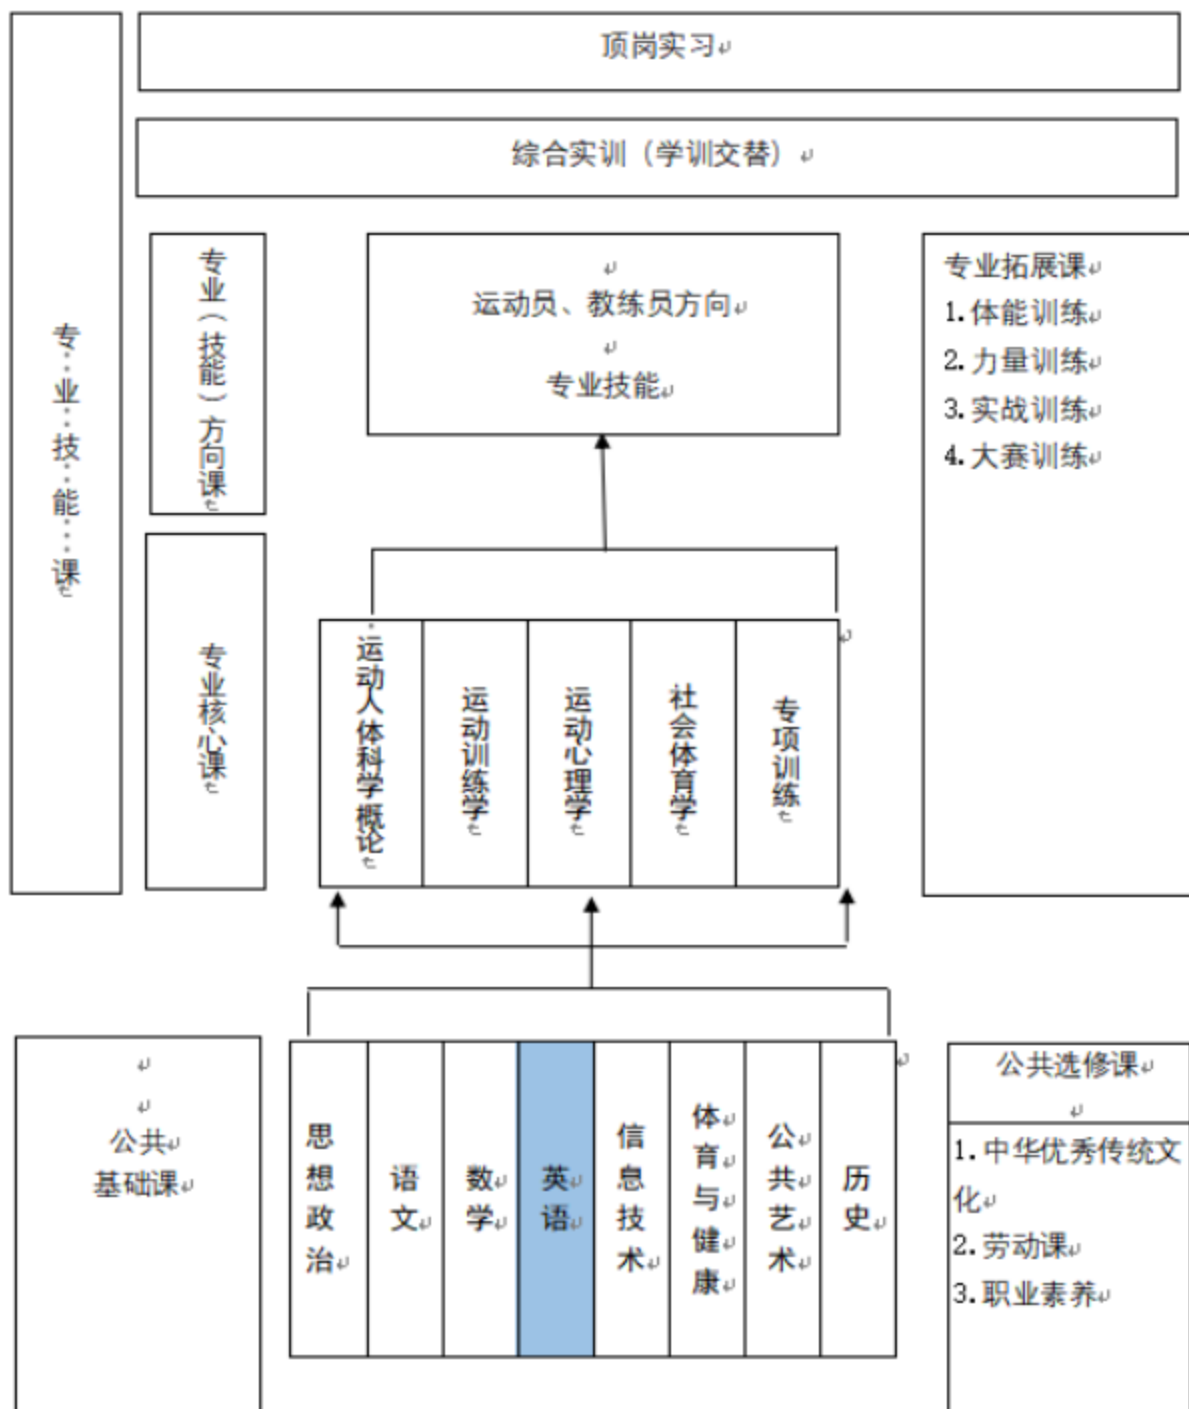 顶岗实习
综合实训（学训交替）
专业技能课
专业（技能）方向课
运动员、教练员方向
专业技能
专业拓展课
1.体能训练
2.力量训练
3.实战训练
4.大赛训练
专业核心课
运动人体科学概论
运动训练学
运动心理学
社会体育学
专项训练
公共
基础课
思想政治
语文
数学
英语
信息技术
体育与健康
公共艺术
历史
公共选修课
1.中华优秀传统文
化
2.劳动课
3.职业素养